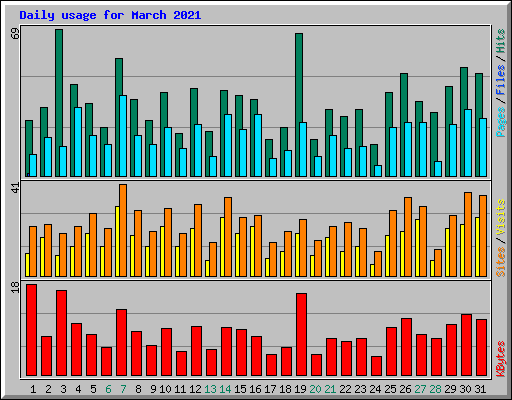 Daily usage for March 2021
69
Pages / Files / Hits
41
Sites / Visits
18
KBytes
1 2 3 4 5 6 7 8 9 10 11 12 13 14 15 16 17 18 19 20 21 22 23 24 25 26 27 28 29 30 31